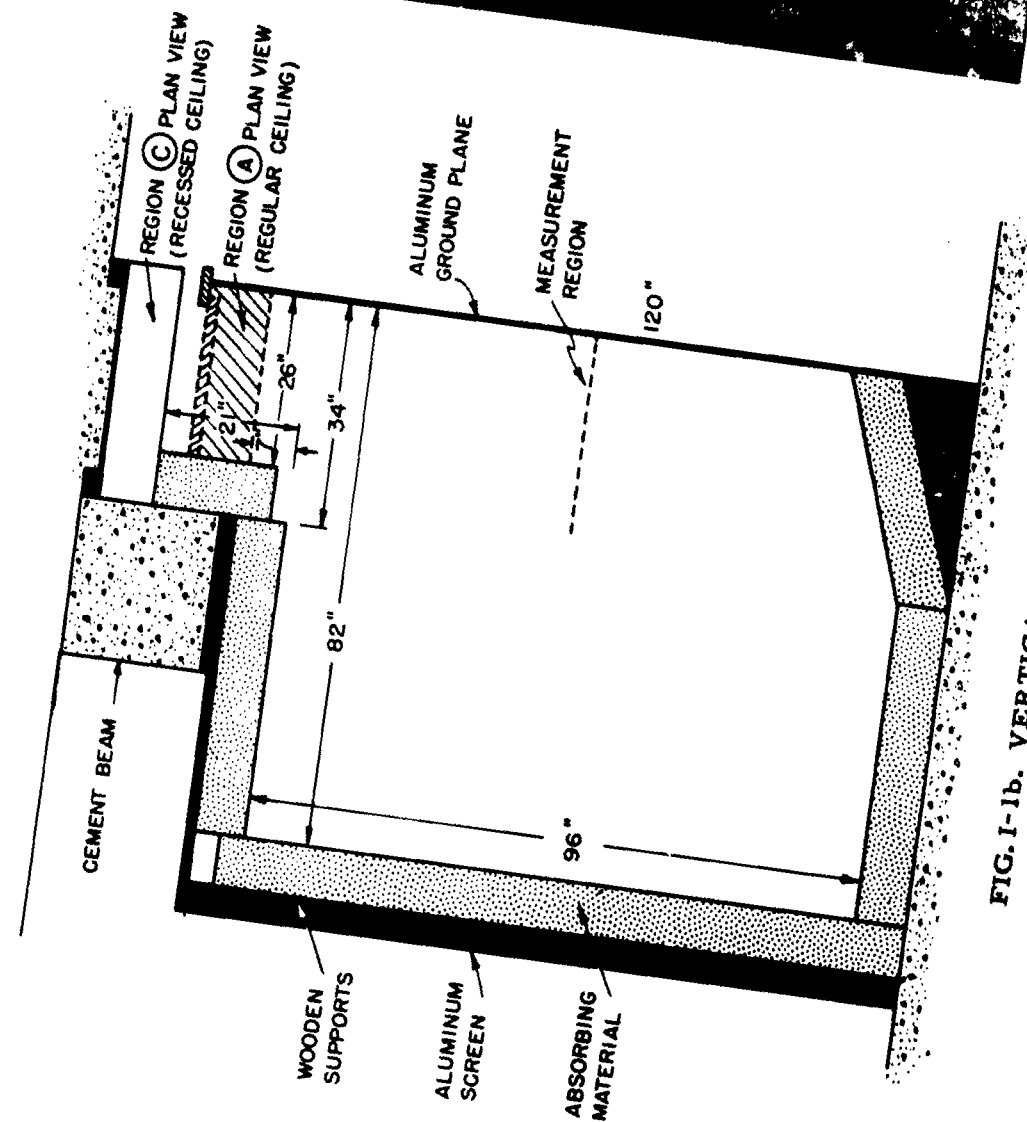 REGION C PLAN VIEW
(RECESSED CEILING)
REGION A PLAN VIEW
(REGULAR CEILING)
ALUMINUM
GROUND PLANE
MEASUREMENT
REGION
120"
21"
26"
34"
82"
96"
CEMENT BEAM
WOODEN
SUPPORTS
ALUMINUM
SCREEN
ABSORBING
MATERIAL
FIG. I-1b.